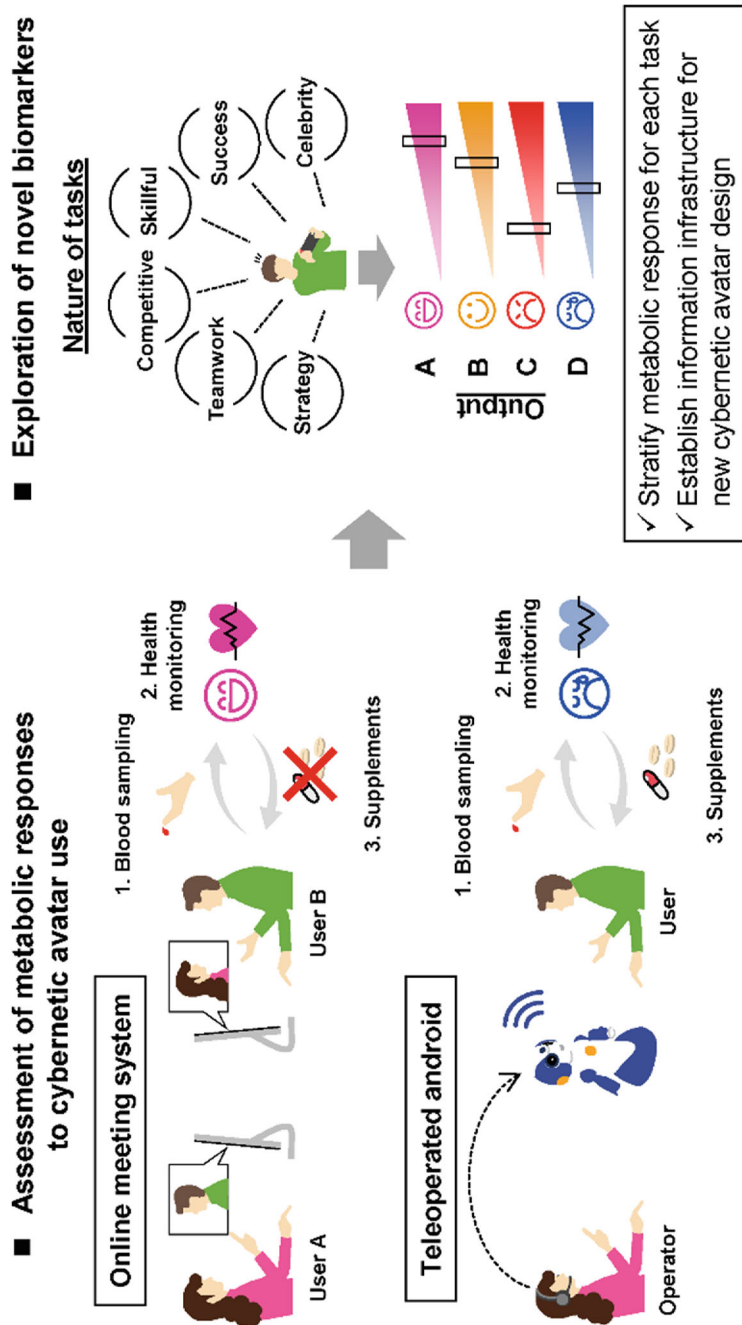 ■ Assessment of metabolic responses
to cybernetic avatar use
Online meeting system
User A
User B
1. Blood sampling
2. Health
monitoring
3. Supplements
Teleoperated android
Operator
User
1. Blood sampling
2. Health
monitoring
3. Supplements
■ Exploration of novel biomarkers
Nature of tasks
Strategy
Teamwork
Competitive
Skillful
Success
Celebrity
Output
A
B
C
D
✓ Stratify metabolic response for each task
✓ Establish information infrastructure for
new cybernetic avatar design